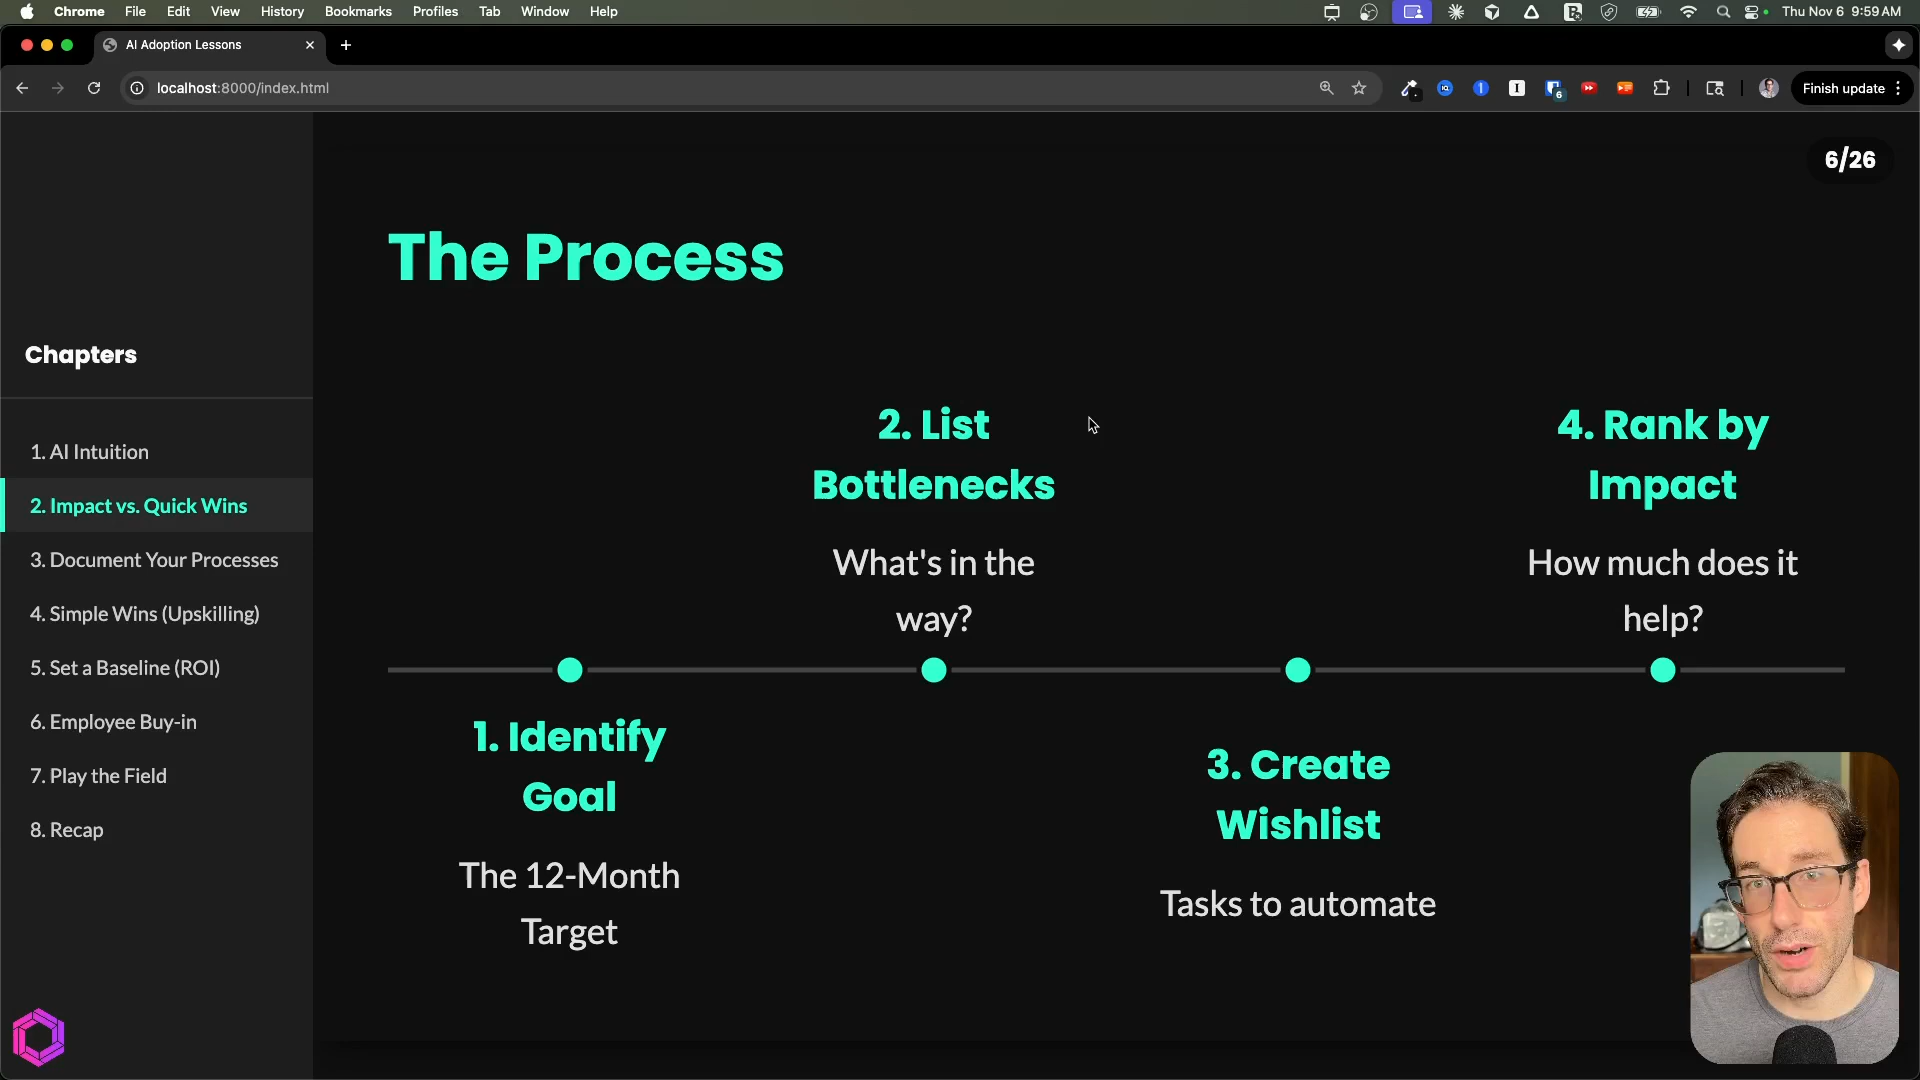 Chrome File Edit View History Bookmarks Profiles Tab Window Help
Thu Nov 6 9:59 AM
AI Adoption Lessons
localhost:8000/index.html
6
Finish update
6/26
The Process
Chapters
1. AI Intuition
2. Impact vs. Quick Wins
3. Document Your Processes
4. Simple Wins (Upskilling)
5. Set a Baseline (ROI)
6. Employee Buy-in
7. Play the Field
8. Recap
1. Identify
Goal
The 12-Month
Target
2. List
Bottlenecks
What's in the
way?
3. Create
Wishlist
Tasks to automate
4. Rank by
Impact
How much does it
help?